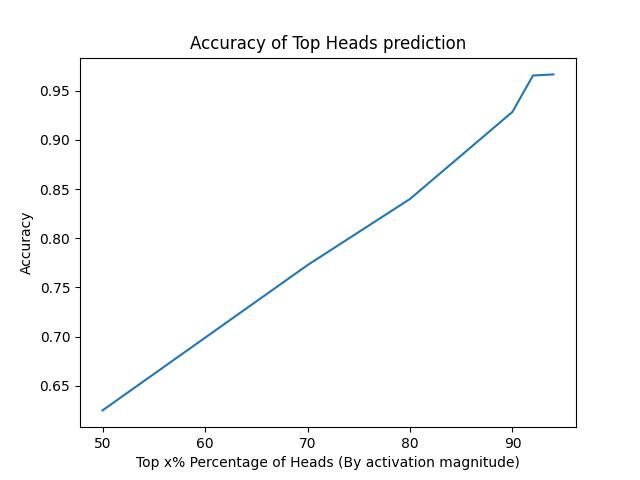 Accuracy of Top Heads prediction
0.95
0.90
0.85
0.80
0.75
0.70
0.65
Accuracy
50 60 70 80 90
Top x% Percentage of Heads (By activation magnitude)